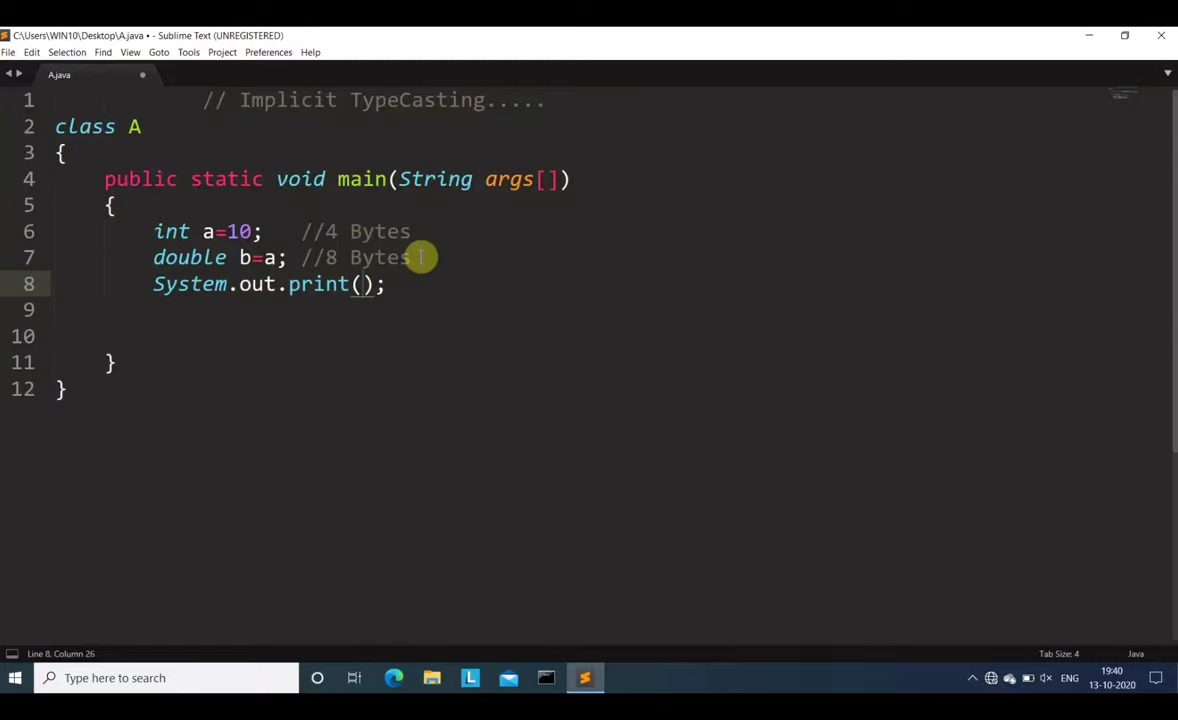 C:\Users\WIN10\Desktop\A.java • - Sublime Text (UNREGISTERED)
File Edit Selection Find View Goto Tools Project Preferences Help
A.java
1 // Implicit TypeCasting.....
2 class A
3 {
4 public static void main(String args[])
5 {
6 int a=10; //4 Bytes
7 double b=a; //8 Bytes
8 System.out.print();
9
10
11 }
12 }
Line 8, Column 26 Tab Size: 4 Java
Type here to search L ENG 19:40
13-10-2020